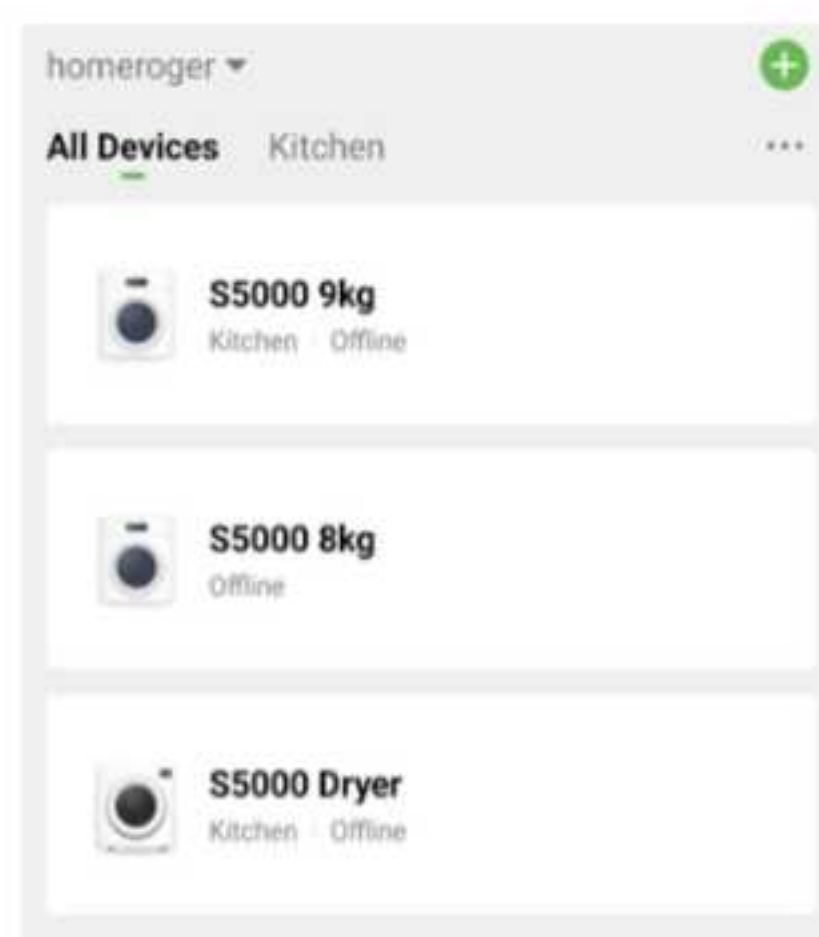 homeroger
All Devices Kitchen
S5000 9kg
Kitchen Offline
S5000 8kg
Offline
S5000 Dryer
Kitchen Offline